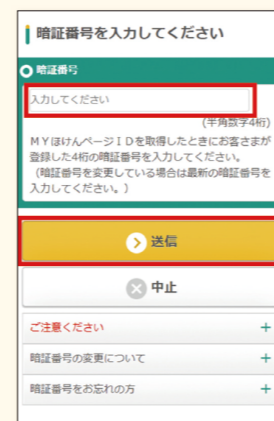 暗証番号を入力してください
暗証番号
入力してください
(半角数字4桁)
MYほけんページIDを取得したときにお客さまが
登録した4桁の暗証番号を入力してください。
(暗証番号を変更している場合は最新の暗証番号を
入力してください。)
送信
中止
ご注意ください +
暗証番号の変更について +
暗証番号をお忘れの方 +